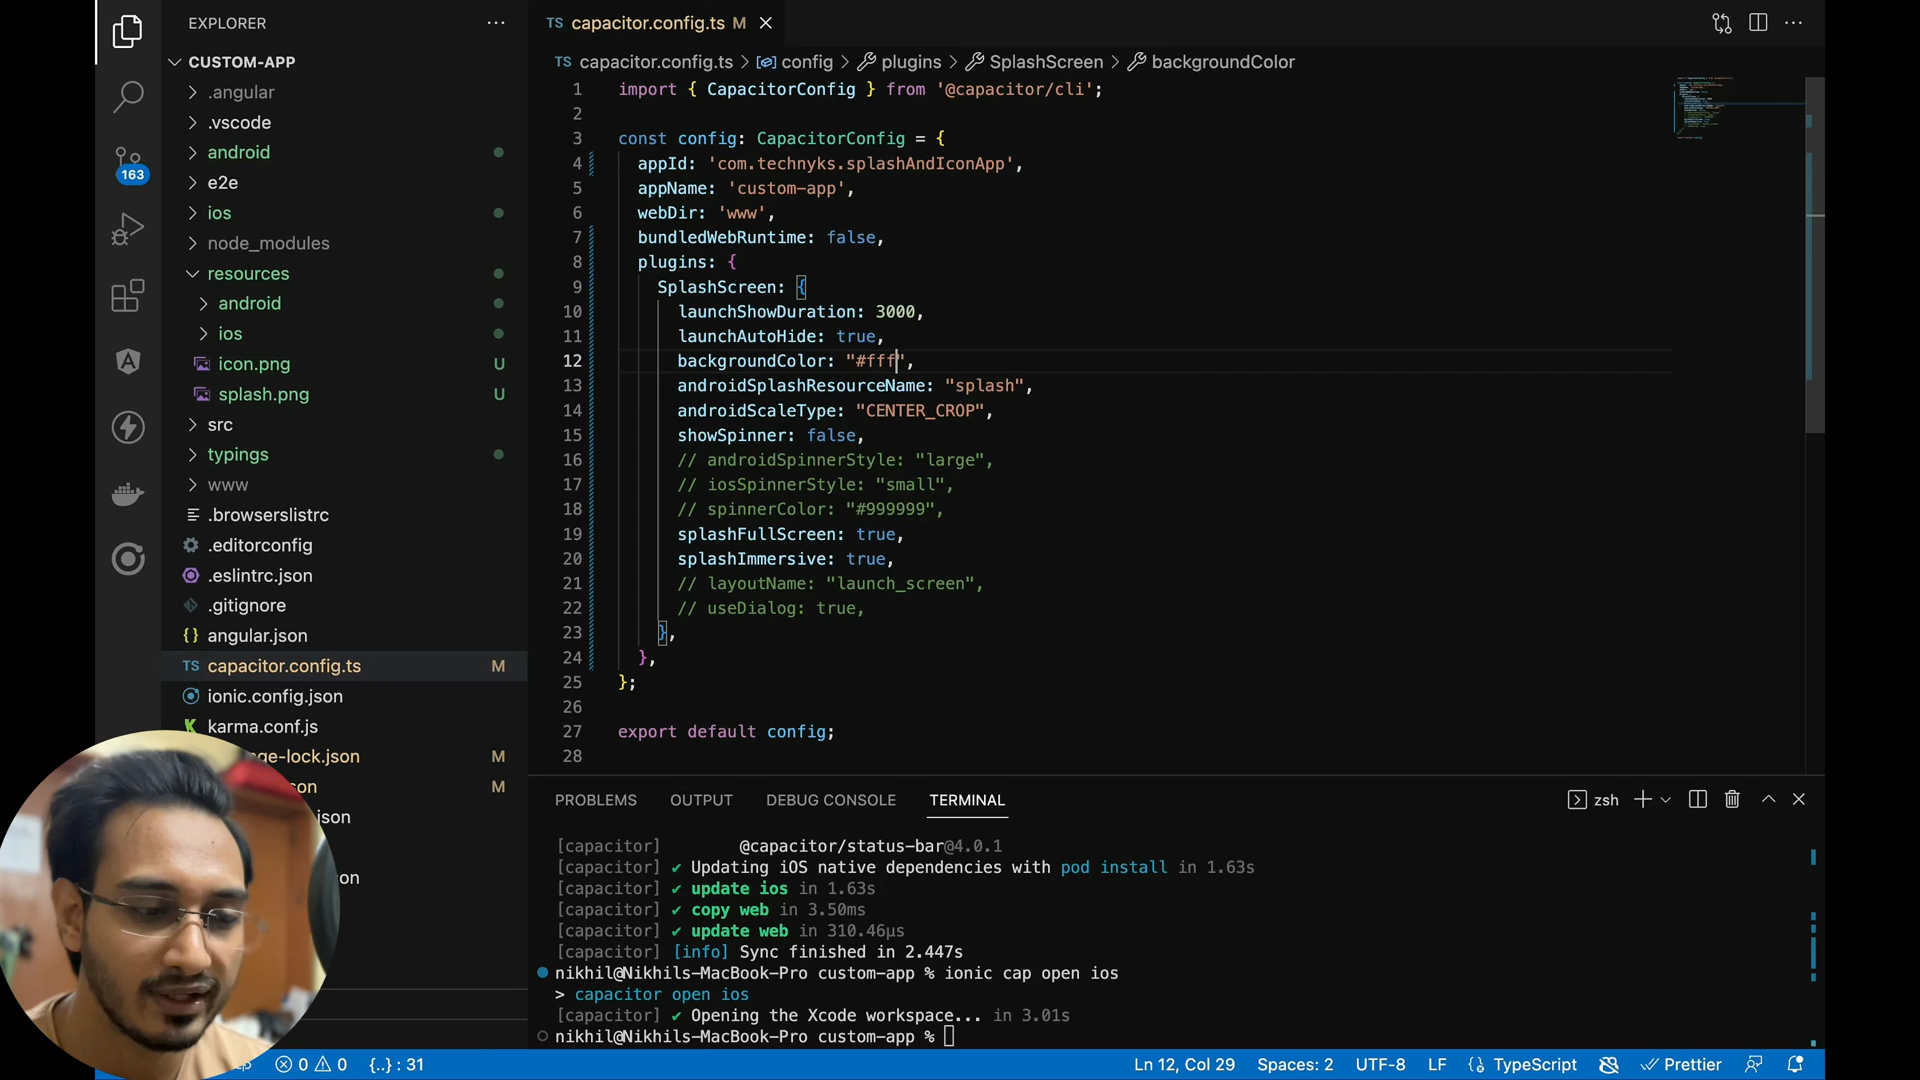 EXPLORER
CUSTOM-APP
.angular
.vscode
android
e2e
ios
node_modules
resources
android
ios
icon.png U
splash.png U
src
typings
www
.browserslistrc
.editorconfig
.eslintrc.json
.gitignore
angular.json
capacitor.config.ts M
ionic.config.json
karma.conf.js
ge-lock.json M
on M
.json
on
163
TS capacitor.config.ts M
TS capacitor.config.ts > config > plugins > SplashScreen > backgroundColor
1 import { CapacitorConfig } from '@capacitor/cli';
2
3 const config: CapacitorConfig = {
4 appId: 'com.technyks.splashAndIconApp',
5 appName: 'custom-app',
6 webDir: 'www',
7 bundledWebRuntime: false,
8 plugins: {
9 SplashScreen: {
10 launchShowDuration: 3000,
11 launchAutoHide: true,
12 backgroundColor: "#fff",
13 androidSplashResourceName: "splash",
14 androidScaleType: "CENTER_CROP",
15 showSpinner: false,
16 // androidSpinnerStyle: "large",
17 // iosSpinnerStyle: "small",
18 // spinnerColor: "#999999",
19 splashFullScreen: true,
20 splashImmersive: true,
21 // layoutName: "launch_screen",
22 // useDialog: true,
23 },
24 },
25 };
26
27 export default config;
28
PROBLEMS OUTPUT DEBUG CONSOLE TERMINAL zsh
[capacitor] @capacitor/status-bar@4.0.1
[capacitor] ✔ Updating iOS native dependencies with pod install in 1.63s
[capacitor] ✔ update ios in 1.63s
[capacitor] ✔ copy web in 3.50ms
[capacitor] ✔ update web in 310.46μs
[capacitor] [info] Sync finished in 2.447s
nikhil@Nikhils-MacBook-Pro custom-app % ionic cap open ios
> capacitor open ios
[capacitor] ✔ Opening the Xcode workspace... in 3.01s
nikhil@Nikhils-MacBook-Pro custom-app %
0 0 {..} : 31 Ln 12, Col 29 Spaces: 2 UTF-8 LF TypeScript Prettier